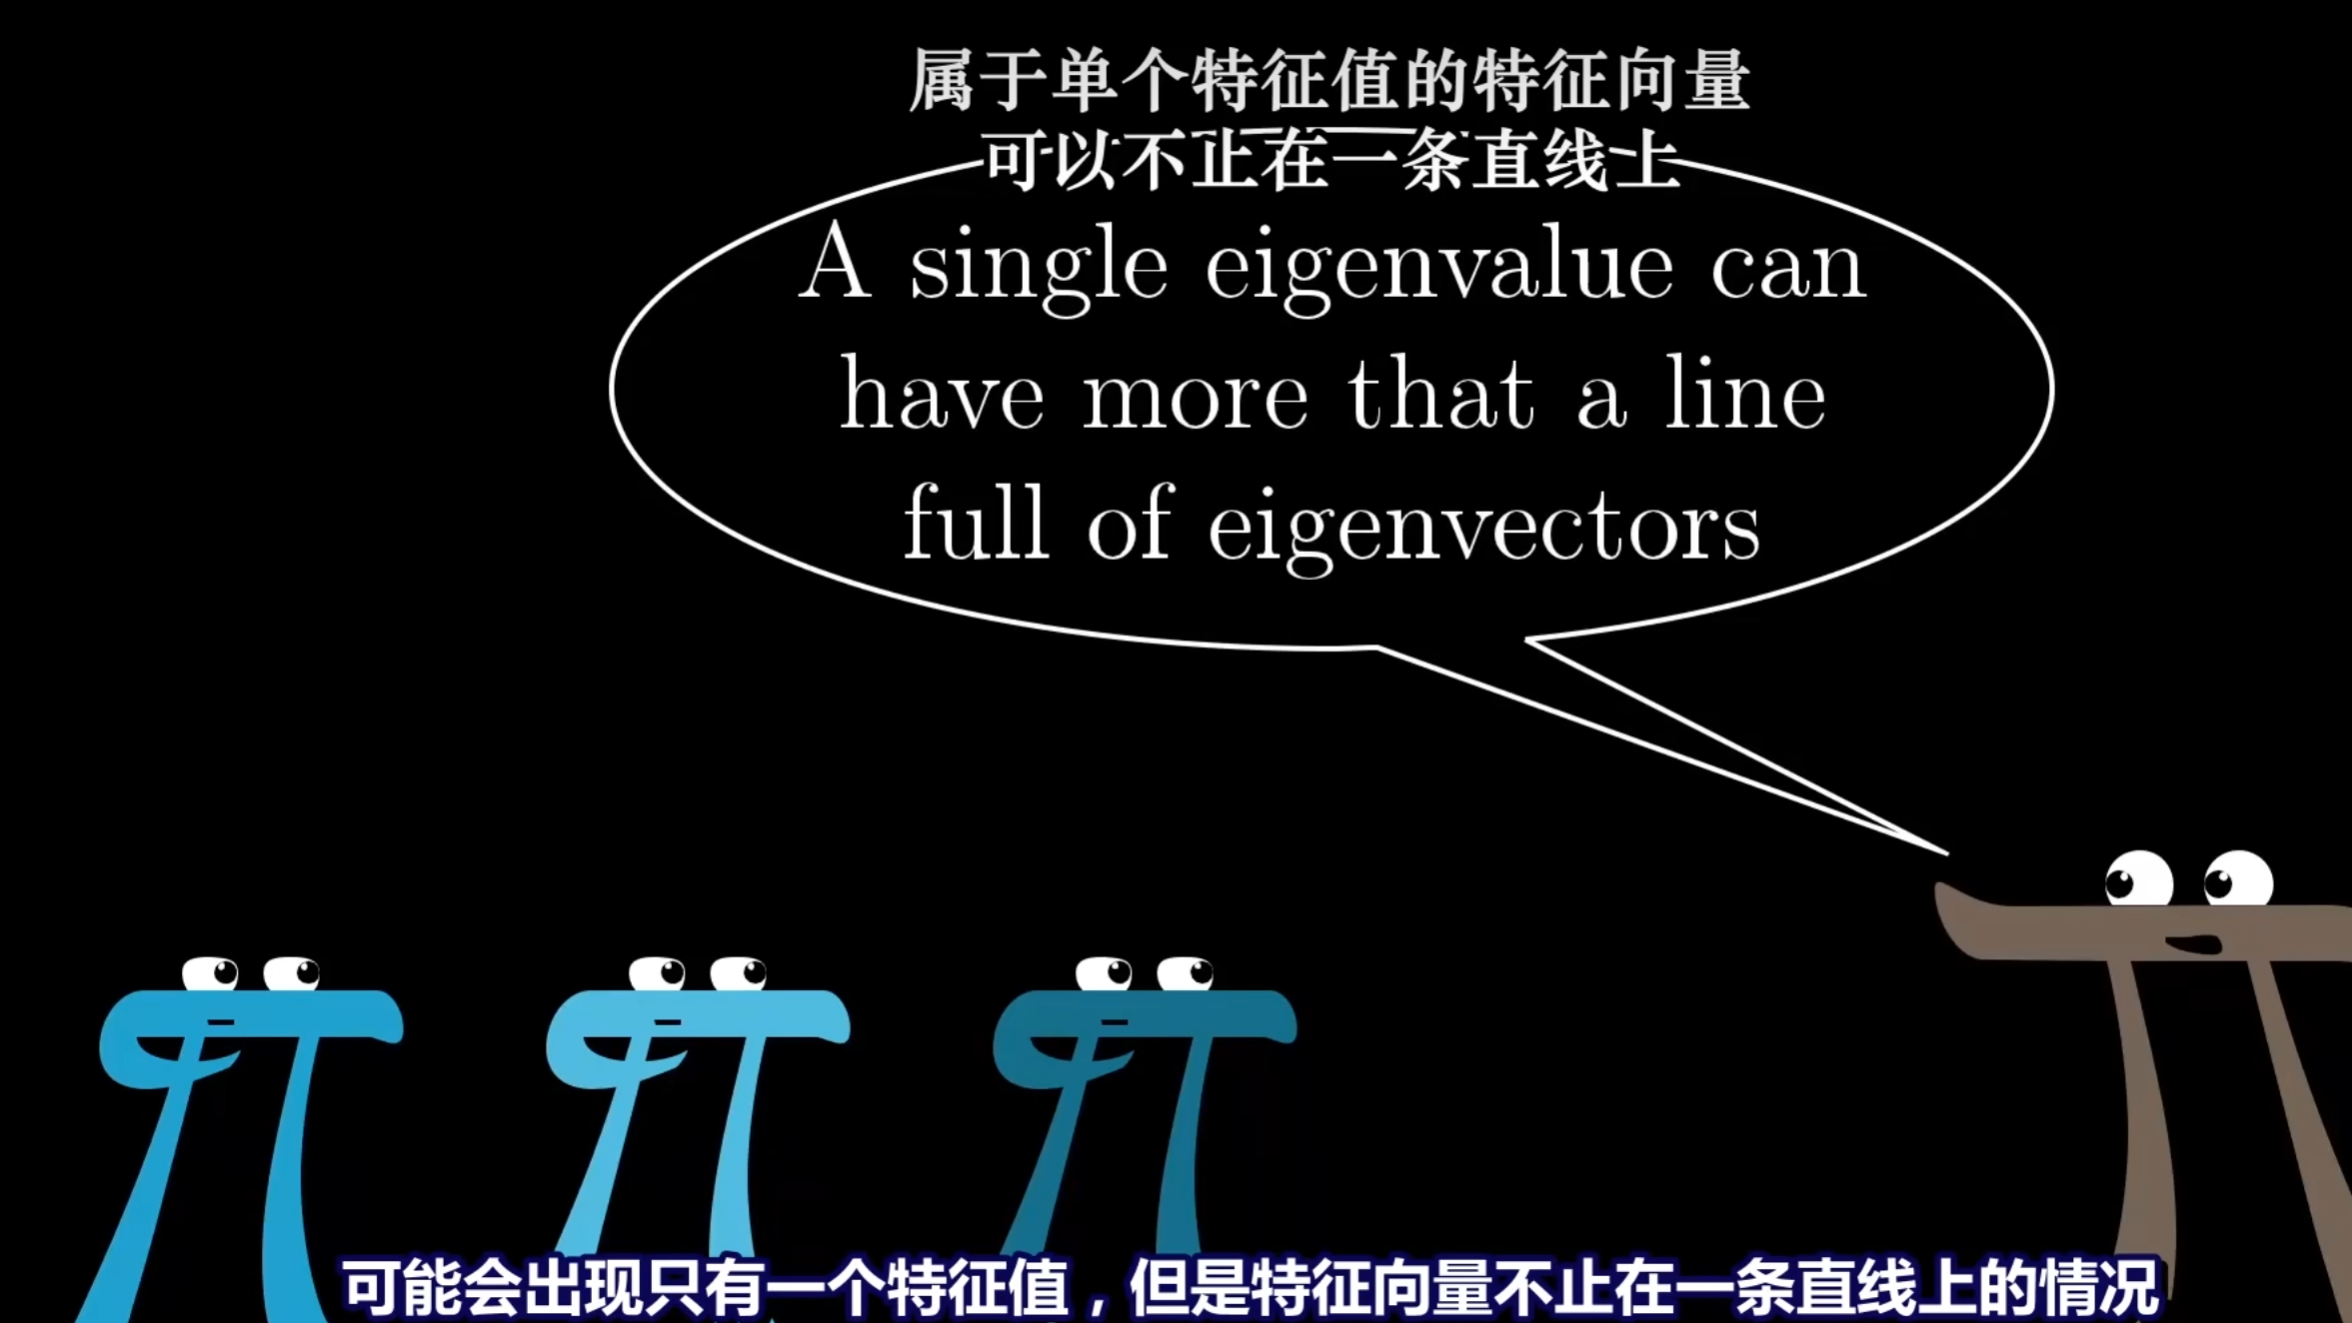 属于单个特征值的特征向量
可以不止在一条直线上
A single eigenvalue can
have more that a line
full of eigenvectors
可能会出现只有一个特征值，但是特征向量不止在一条直线上的情况